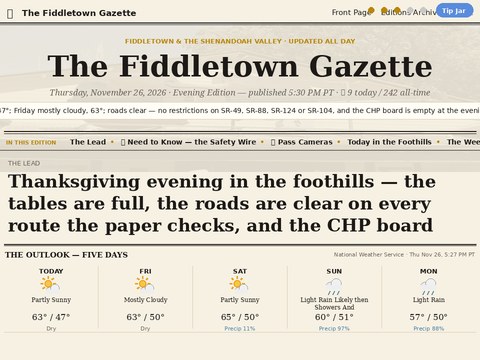 Front Page Editions Archiv
Tip Jar
FIDDLETOWN & THE SHENANDOAH VALLEY · UPDATED ALL DAY
The Fiddletown Gazette
Thursday, November 26, 2026 · Evening Edition — published 5:30 PM PT · 9 today / 242 all-time
37°; Friday mostly cloudy, 63°; roads clear — no restrictions on SR-49, SR-88, SR-124 or SR-104, and the CHP board is empty at the eveni
IN THIS EDITION The Lead • Need to Know — the Safety Wire • Pass Cameras • Today in the Foothills • The Wee
THE LEAD
Thanksgiving evening in the foothills — the
tables are full, the roads are clear on every
route the paper checks, and the CHP board
THE OUTLOOK — FIVE DAYS National Weather Service · Thu Nov 26, 5:27 PM PT
TODAY FRI SAT SUN MON
Partly Sunny Mostly Cloudy Partly Sunny Light Rain Likely then Light Rain
Showers And
63° / 47° 63° / 50° 65° / 50° 60° / 51° 57° / 50°
Dry Dry Precip 11% Precip 97% Precip 88%